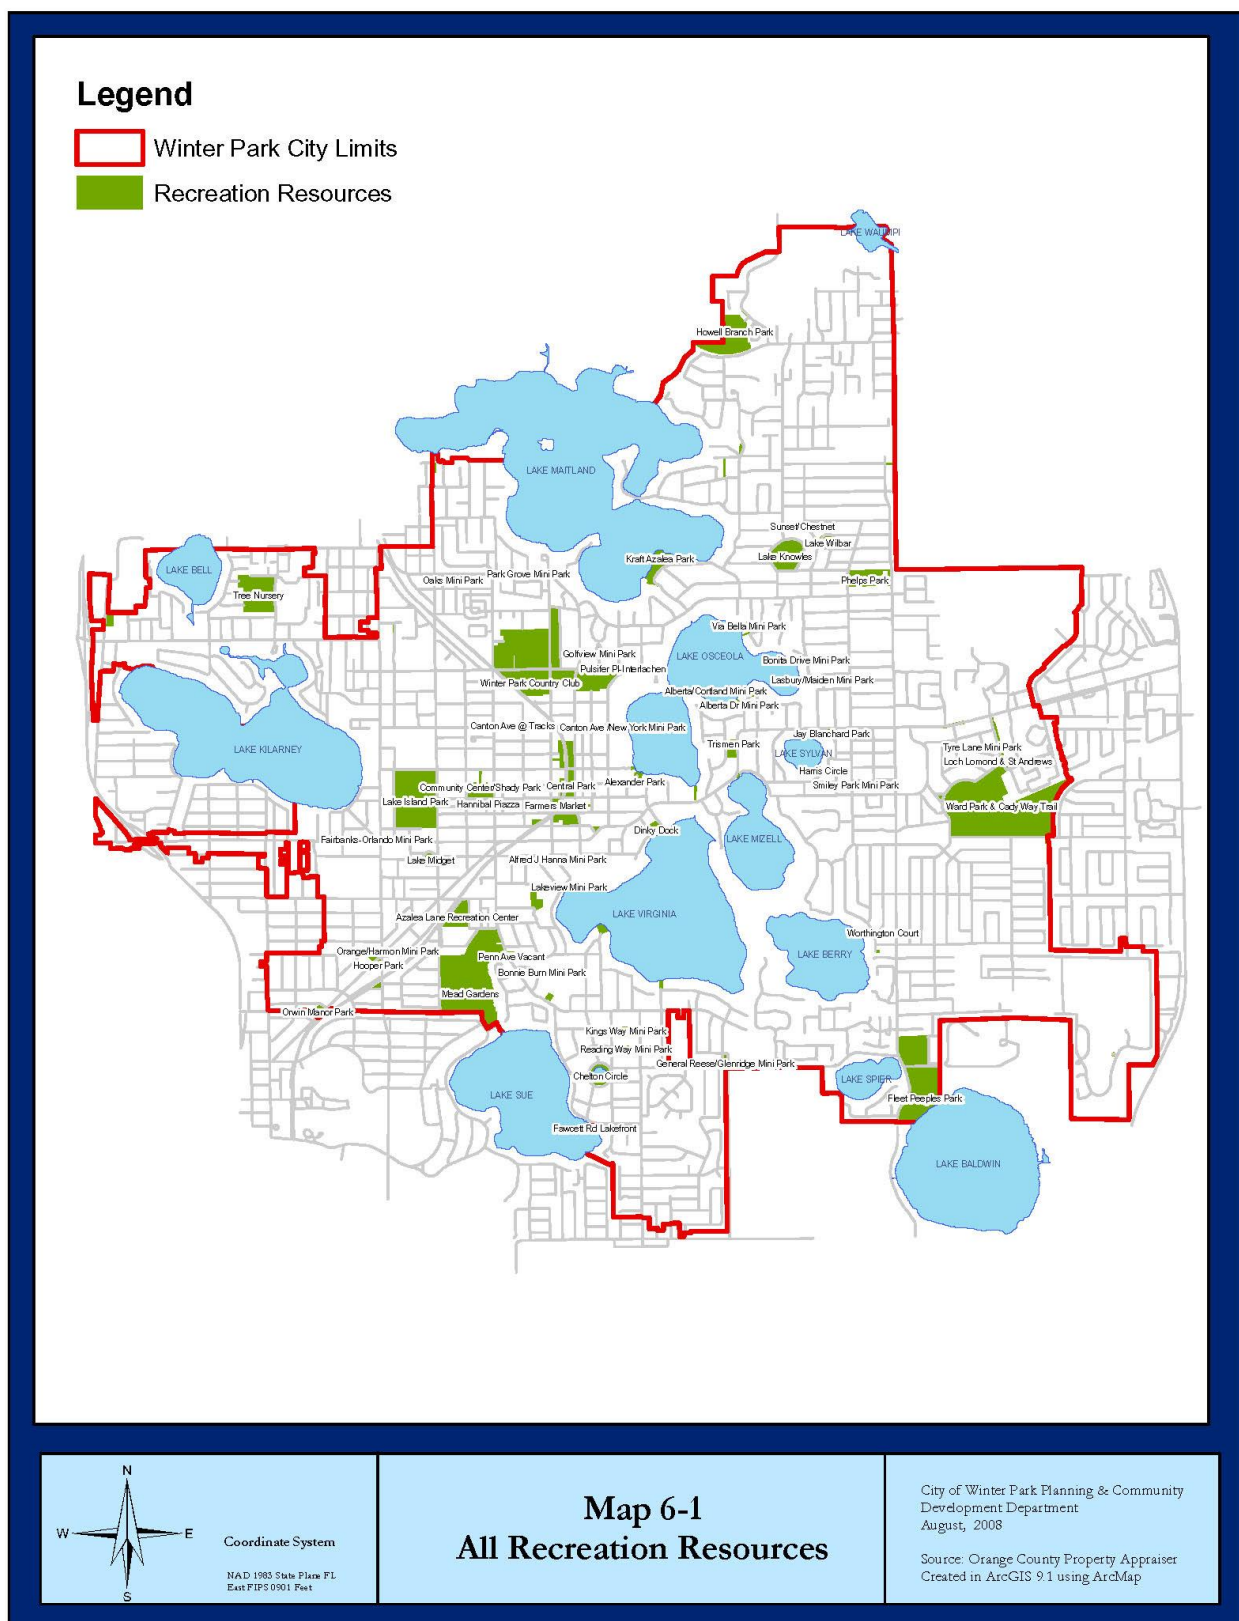 Legend
Winter Park City Limits
Recreation Resources
LAKE WAUMPI
Howell Branch Park
LAKE MAITLAND
Sunset/Chestnet
Lake Wilbar
Lake Knowles
Kraft Azalea Park
Phelps Park
LAKE BELL
Tree Nursery
Oaks Mini Park
Park Grove Mini Park
Via Bella Mini Park
LAKE OSCEOLA
Golfview Mini Park
Bonita Drive Mini Park
Pulsifer Pl-Interlachen
Winter Park Country Club
Lasbury/Maiden Mini Park
Alberta/Cortland Mini Park
Alberta Dr Mini Park
Canton Ave @ Tracks
Canton Ave /New York Mini Park
Jay Blanchard Park
LAKE KILARNEY
Trismen Park
LAKE SYLVAN
Tyre Lane Mini Park
Loch Lomond & St Andrews
Harris Circle
Alexander Park
Smiley Park Mini Park
Community Center/Shady Park
Central Park
Lake Island Park
Hannibal Piazza
Farmers Market
Ward Park & Cady Way Trail
Dinky Dock
Fairbanks-Orlando Mini Park
LAKE MIZELL
Lake Midget
Alfred J Hanna Mini Park
Lakeview Mini Park
LAKE VIRGINIA
Azalea Lane Recreation Center
Worthington Court
Orange/Harmon Mini Park
LAKE BERRY
Penn Ave Vacant
Hooper Park
Bonnie Burn Mini Park
Mead Gardens
Orwin Manor Park
Kings Way Mini Park
Reading Way Mini Park
General Reese/Glenridge Mini Park
Chelton Circle
LAKE SPIER
LAKE SUE
Fleet Peeples Park
Fawcett Rd Lakefront
LAKE BALDWIN
N
W
E
S
Coordinate System
NAD 1983 State Plane FL
East FIPS 0901 Feet
Map 6-1
All Recreation Resources
City of Winter Park Planning & Community
Development Department
August, 2008
Source: Orange County Property Appraiser
Created in ArcGIS 9.1 using ArcMap